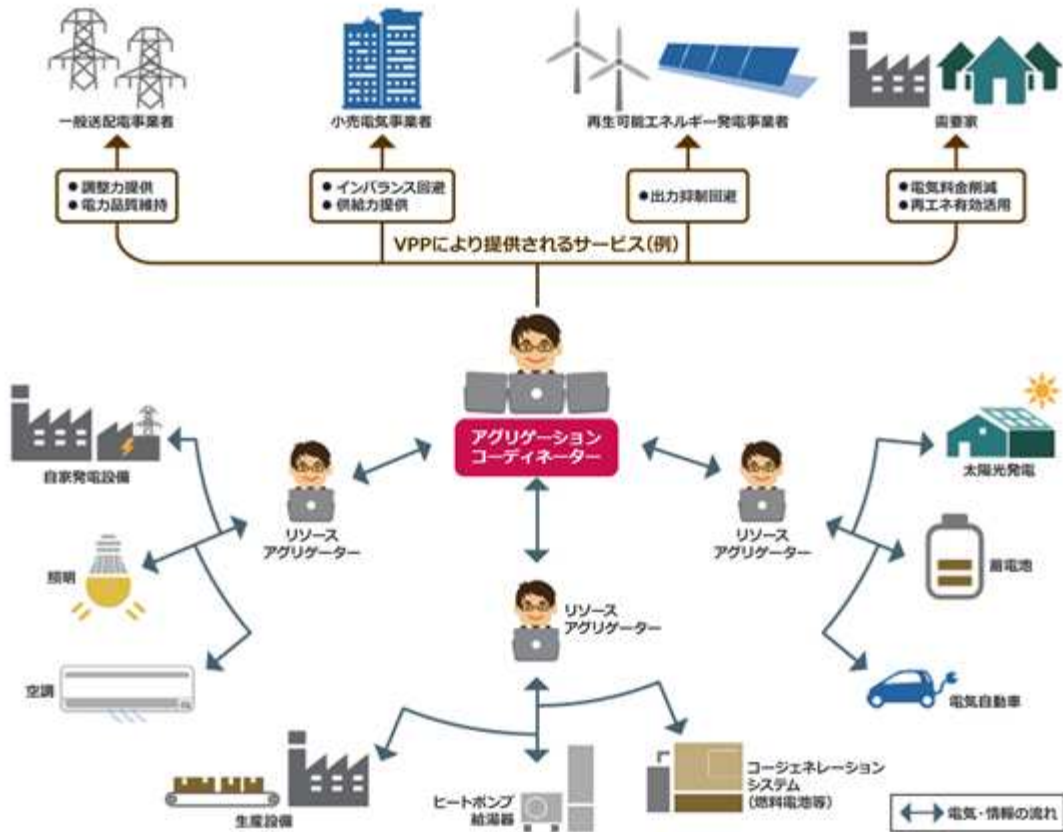 一般送配電事業者
小売電気事業者
再生可能エネルギー発電事業者
需要家
● 調整力提供
● 電力品質維持
● インバランス回避
● 供給力提供
● 出力抑制回避
● 電気料金削減
● 再エネ有効活用
VPPにより提供されるサービス(例)
アグリゲーション
コーディネーター
自家発電設備
リソース
アグリゲーター
リソース
アグリゲーター
太陽光発電
照明
蓄電池
リソース
アグリゲーター
空調
電気自動車
生産設備
ヒートポンプ
給湯器
コージェネレーション
システム
(燃料電池等)
電気・情報の流れ